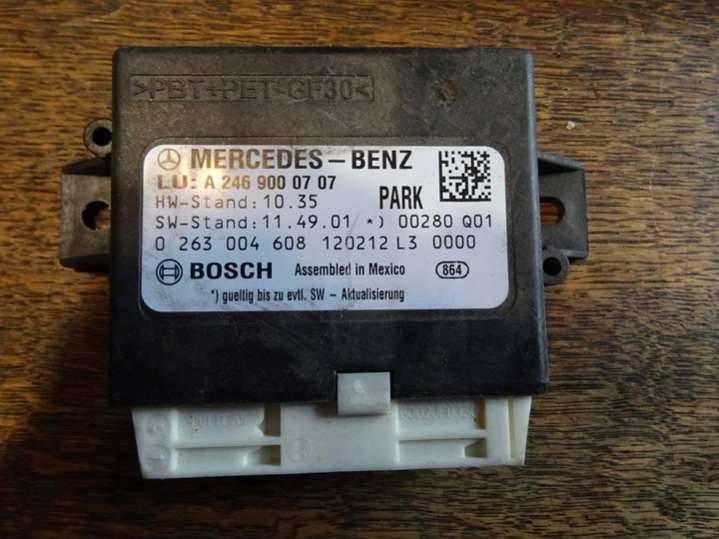 >PBT+PET-GF30<
MERCEDES-BENZ
LU: A 246 900 07 07
HW-Stand: 10.35 PARK
SW-Stand: 11.49.01 *) 00280 Q01
0 263 004 608 120212 L3 0000
BOSCH Assembled in Mexico 864
*) gueltig bis zu evtl. SW - Aktualisierung